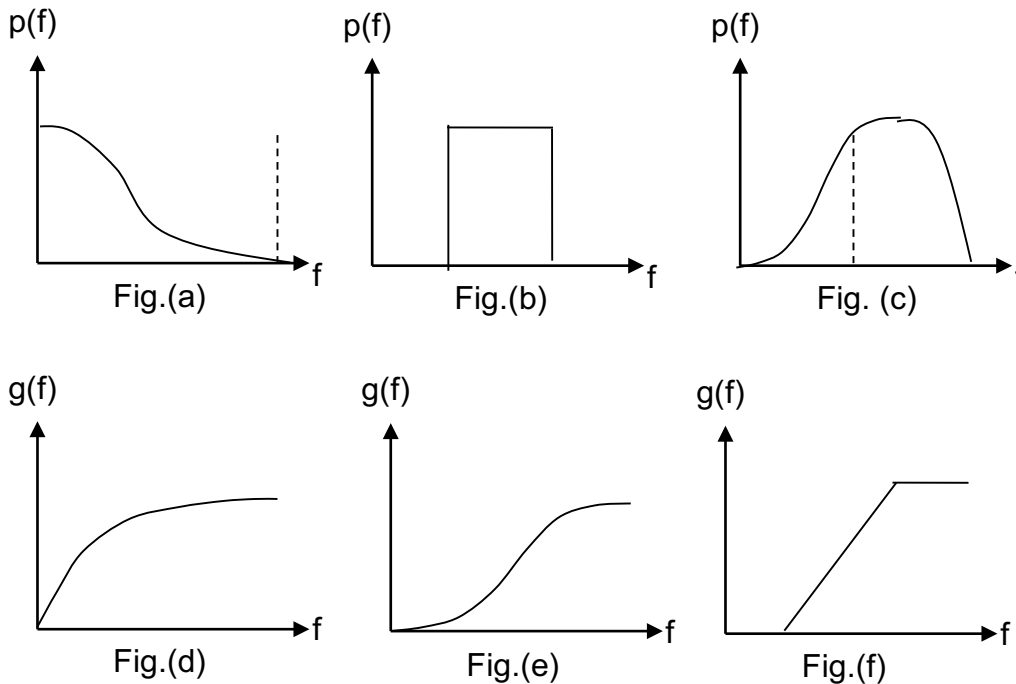 p(f) p(f) p(f)
f f
Fig.(a) Fig.(b) Fig. (c)
g(f) g(f) g(f)
f f f
Fig.(d) Fig.(e) Fig.(f)